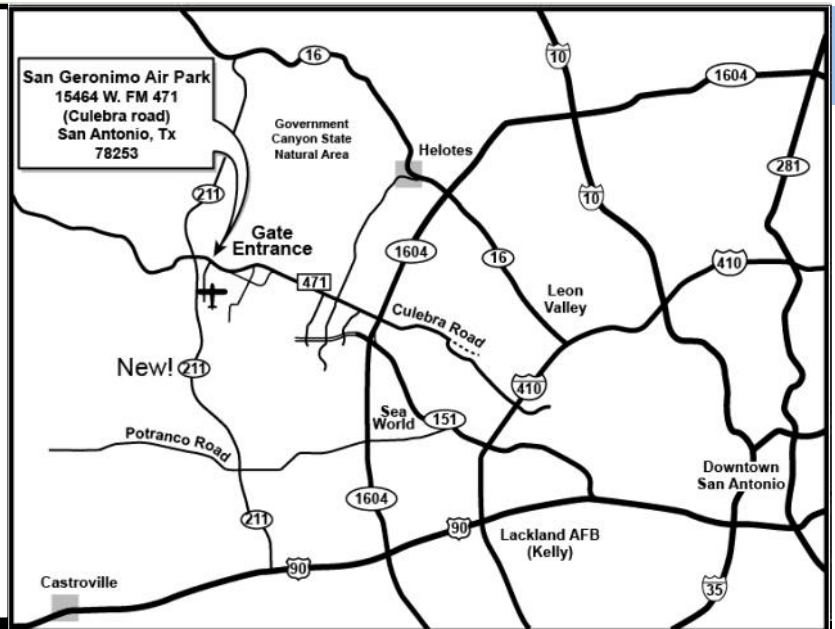 San Geronimo Air Park
15464 W. FM 471
(Culebra road)
San Antonio, Tx
78253
16
10
1604
Government
Canyon State
Natural Area
Helotes
281
211
10
Gate
Entrance
1604
16
410
471
Leon
Valley
Culebra Road
New!
211
410
Sea
World
151
Potranco Road
Downtown
San Antonio
1604
211
90
Lackland AFB
(Kelly)
90
Castroville
35